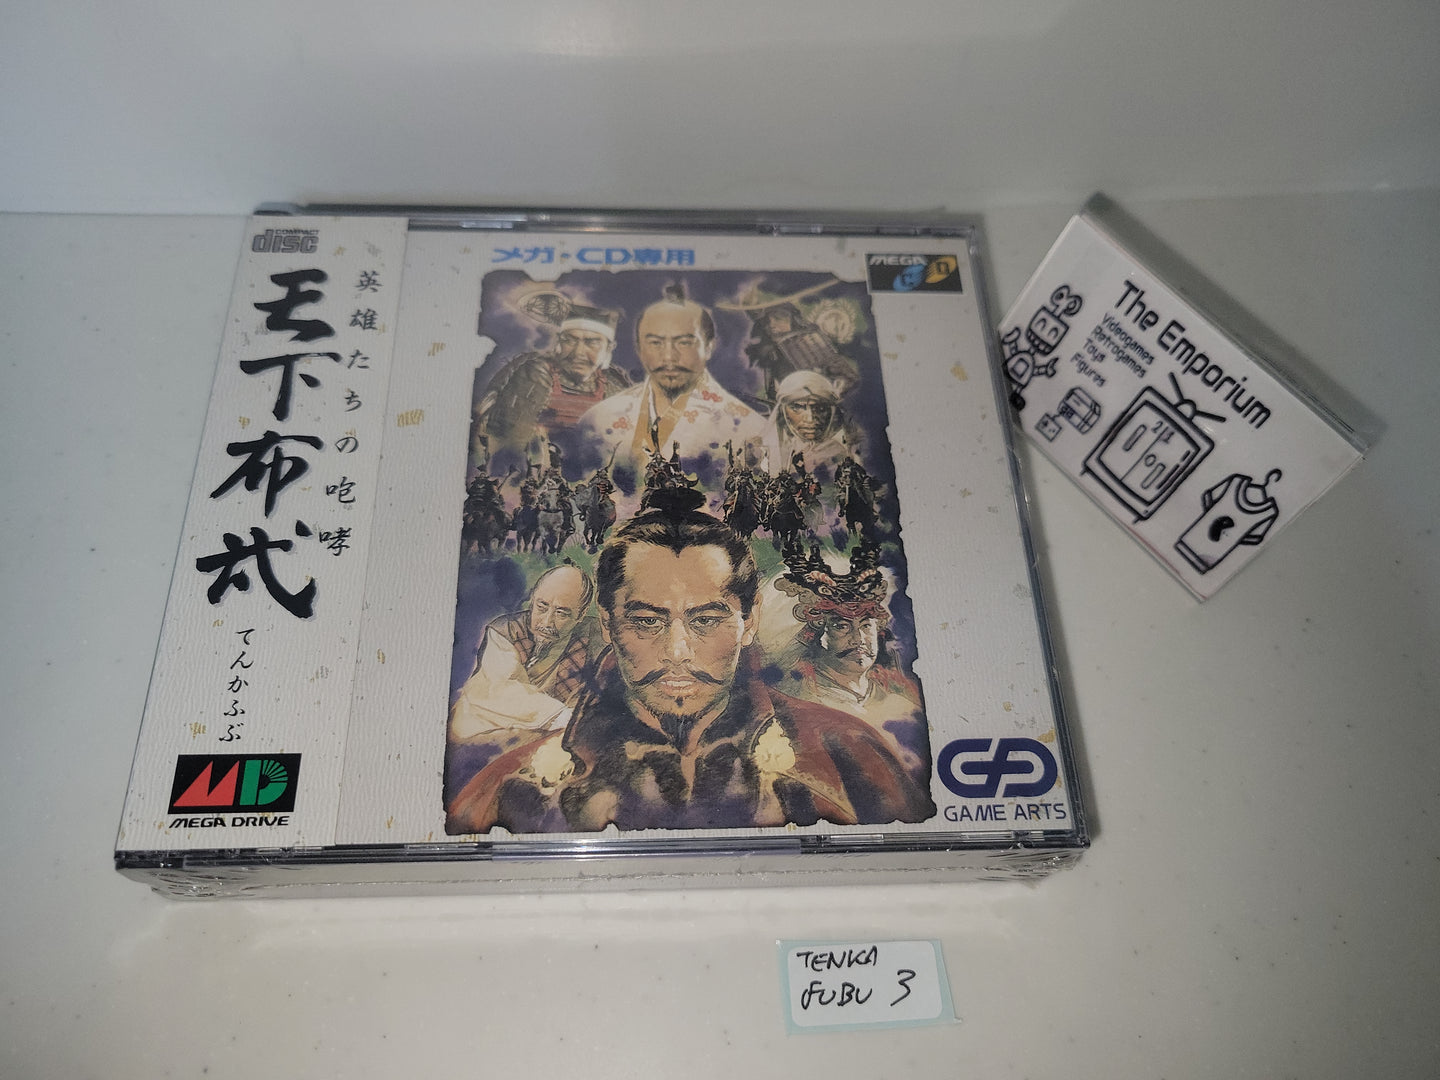 COMPACT
disc
英雄たちの咆哮
天下布武
てんかふぶ
MD
MEGA DRIVE
メガ・CD専用
MEGA
CD
GAME ARTS
The Emporium
Videogames
Retrogames
Toys
Figures
TENKA
FUBU 3